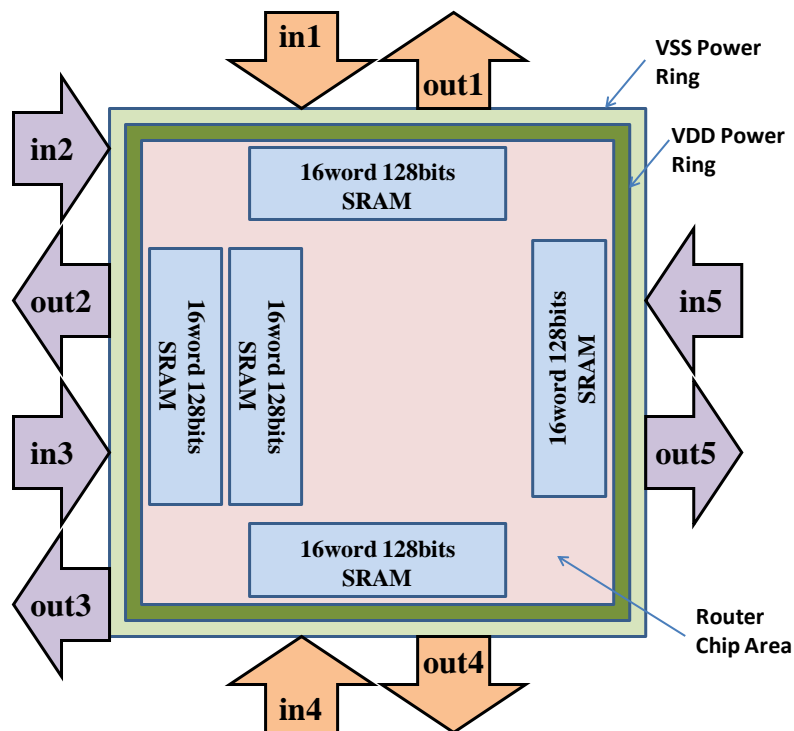 in1
out1
VSS Power
Ring
in2
VDD Power
Ring
16word 128bits
SRAM
out2
16word 128bits
SRAM
16word 128bits
SRAM
16word 128bits
SRAM
in5
in3
out5
16word 128bits
SRAM
out3
Router
Chip Area
out4
in4